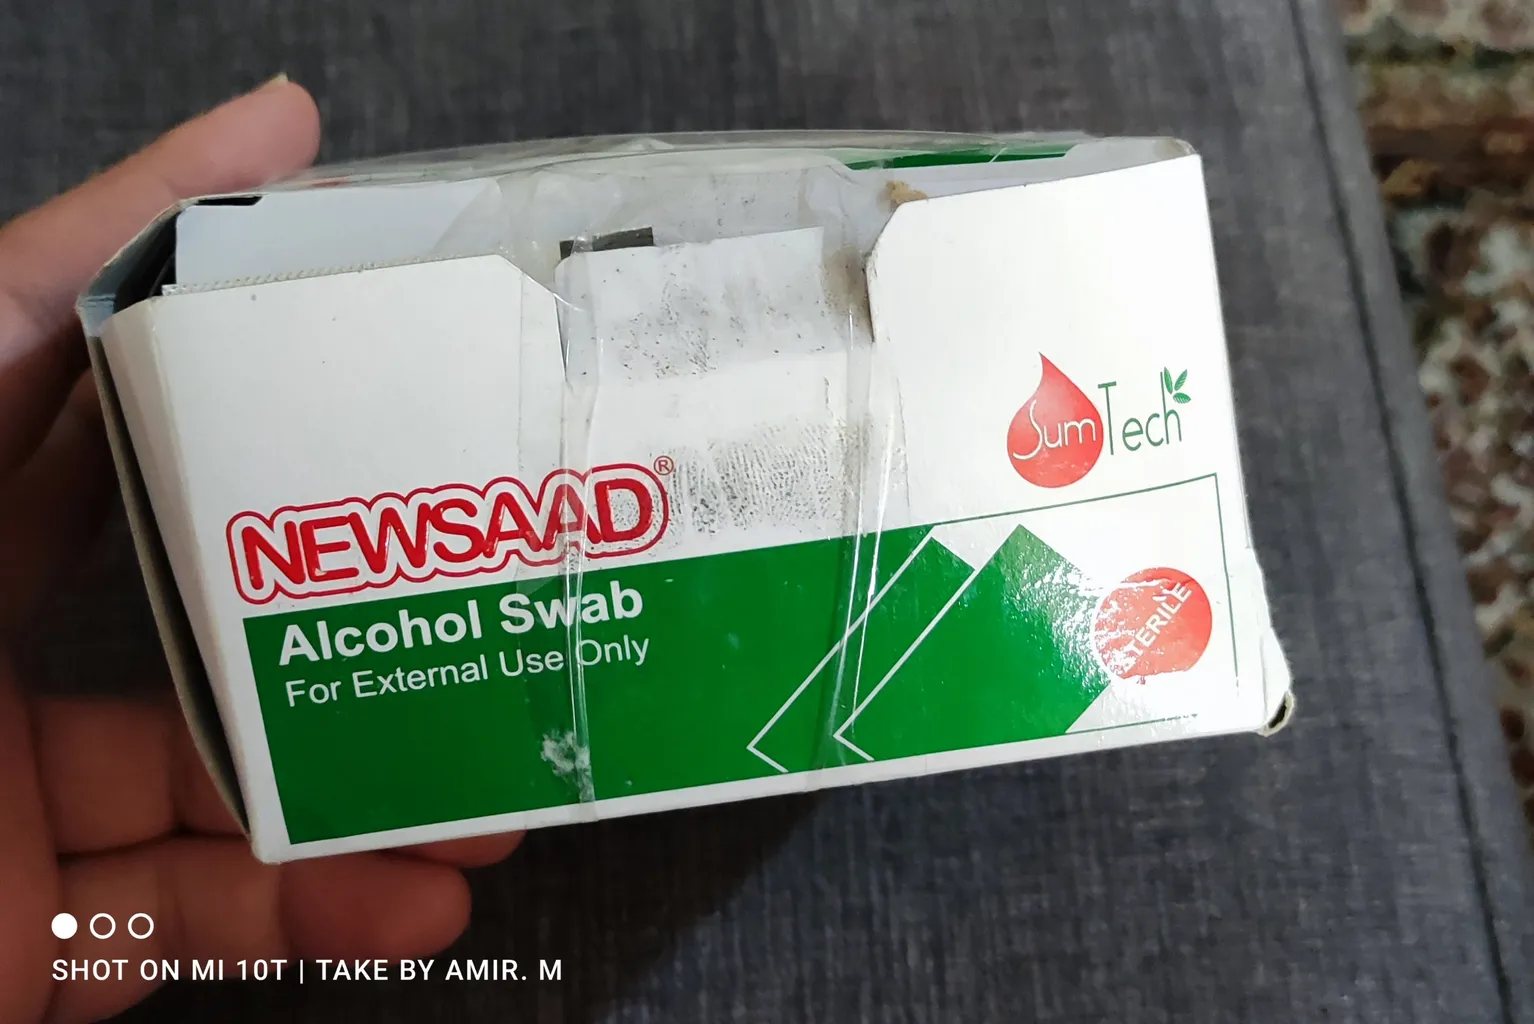 SumTech
NEWSAAD®
Alcohol Swab
For External Use Only
STERILE
SHOT ON MI 10T | TAKE BY AMIR. M